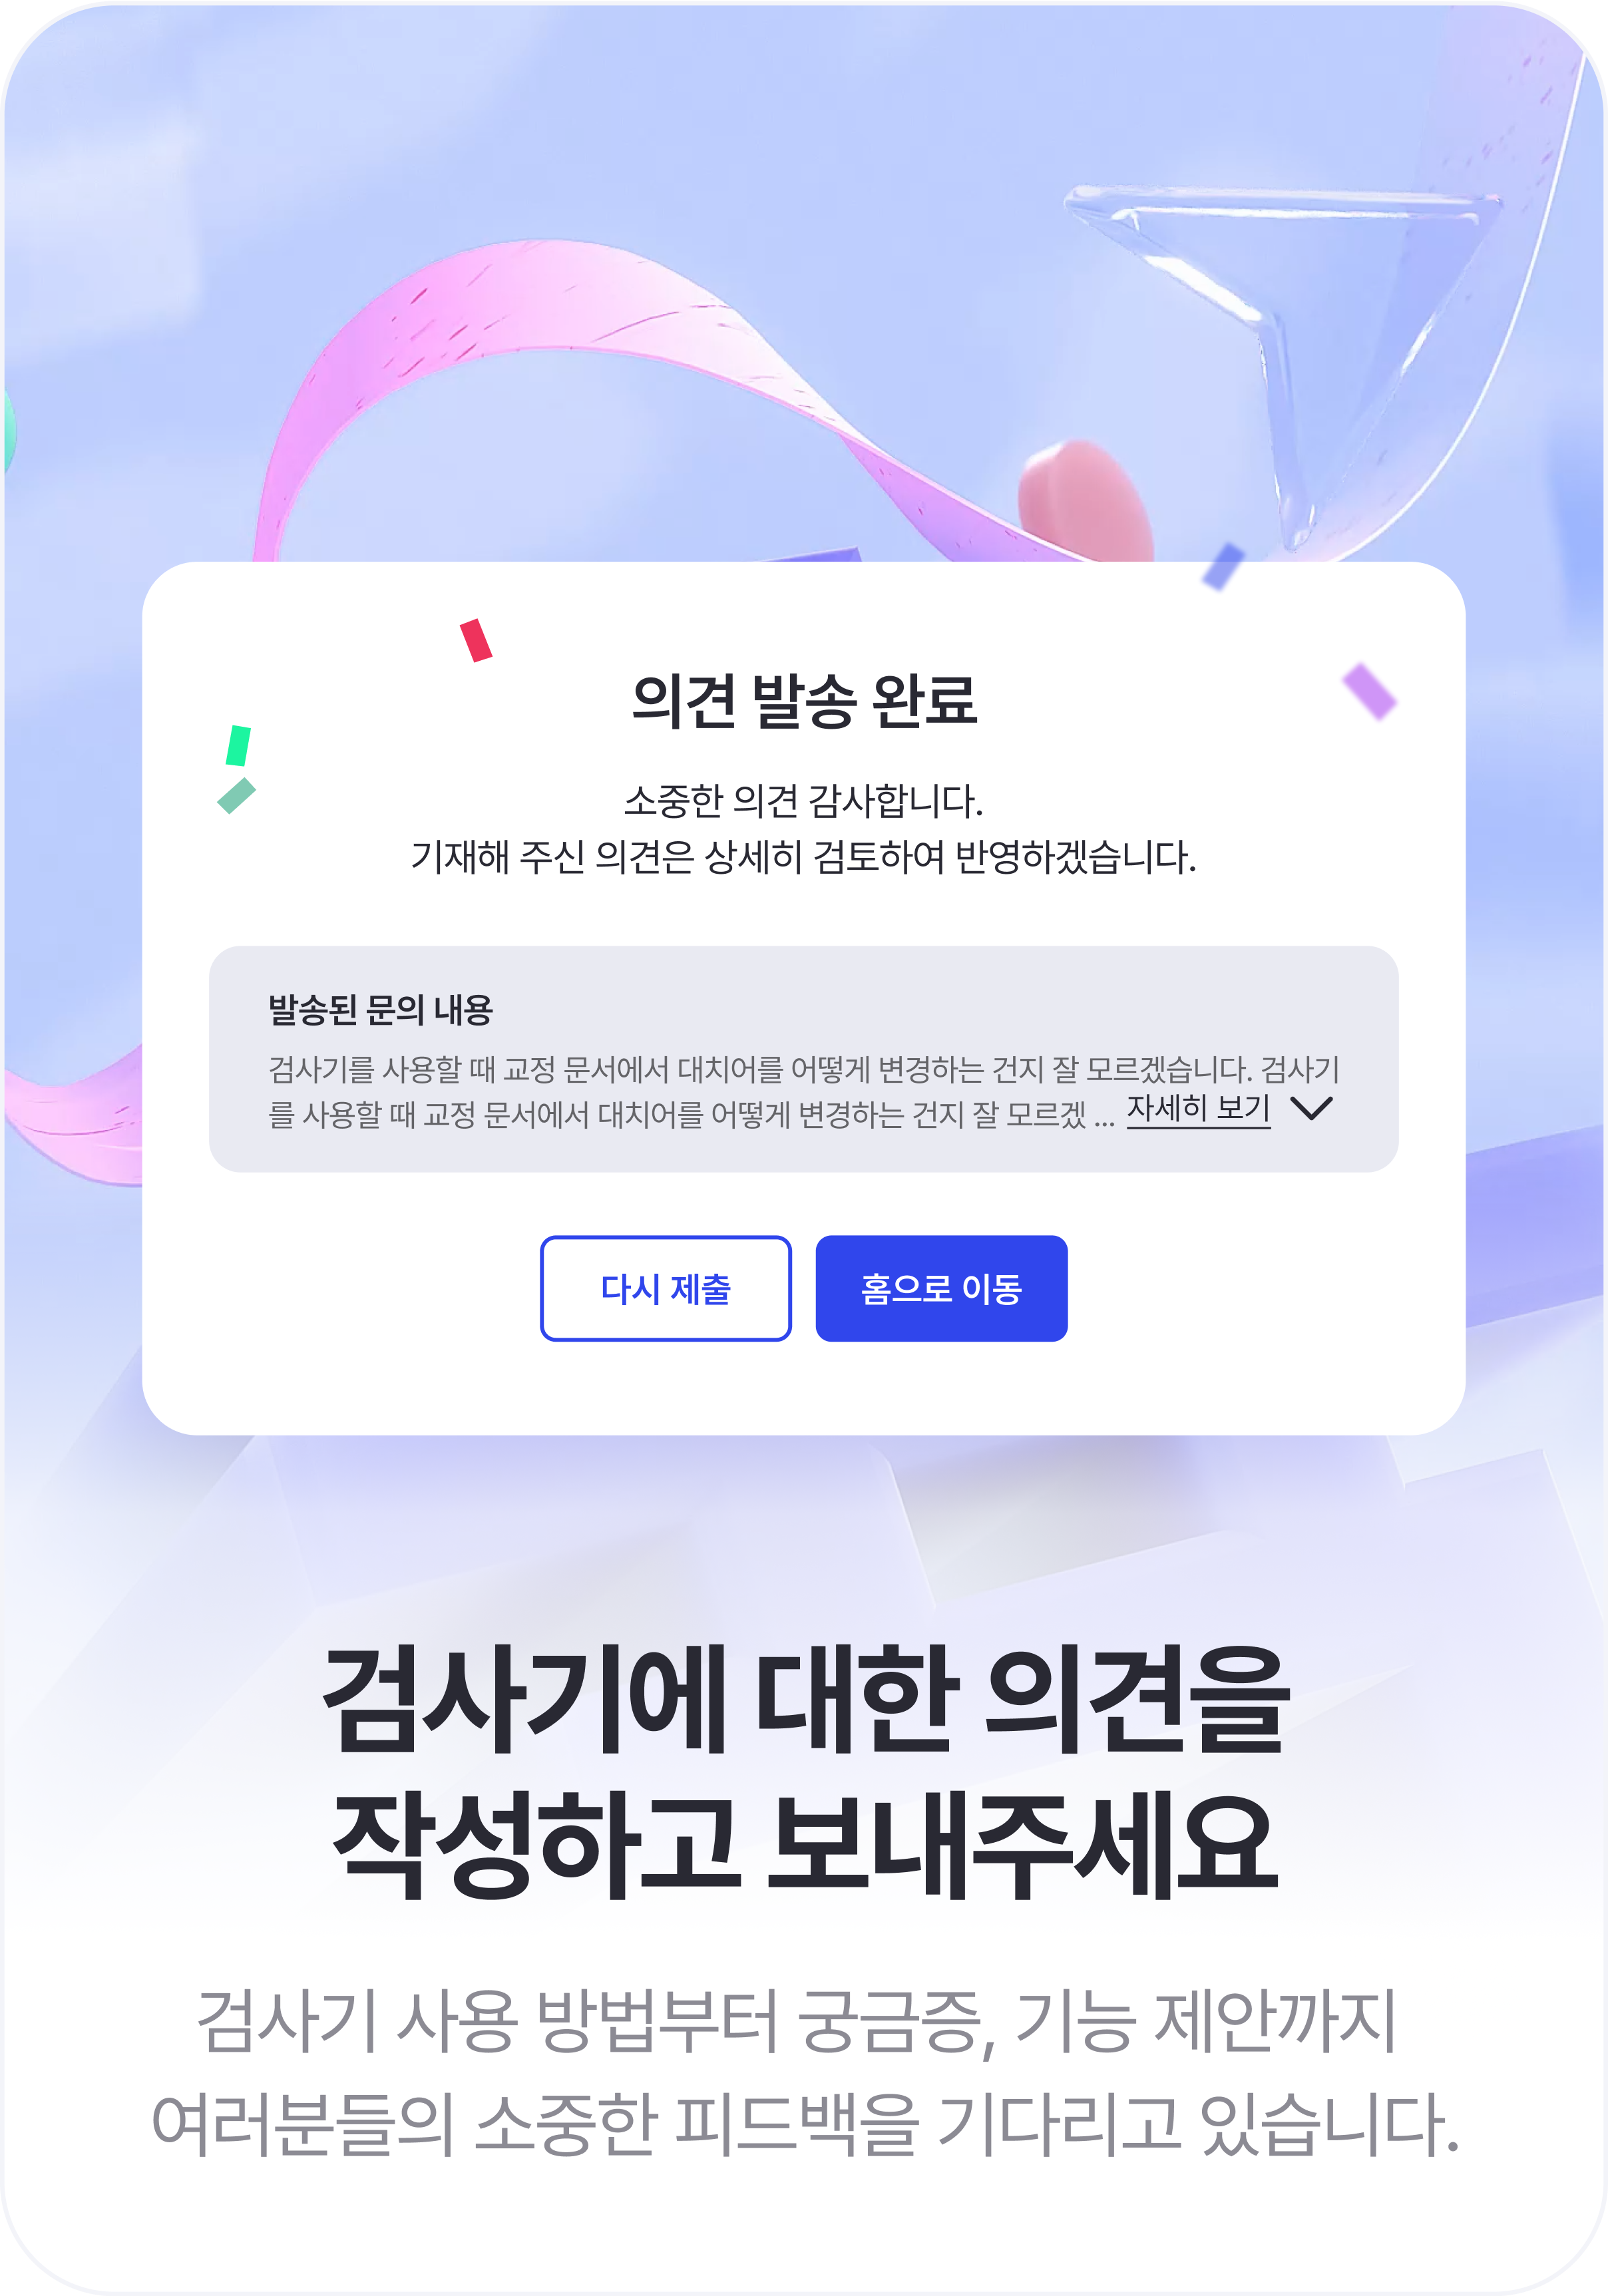 의견 발송 완료
소중한 의견 감사합니다.
기재해 주신 의견은 상세히 검토하여 반영하겠습니다.
발송된 문의 내용
검사기를 사용할 때 교정 문서에서 대치어를 어떻게 변경하는 건지 잘 모르겠습니다. 검사기
를 사용할 때 교정 문서에서 대치어를 어떻게 변경하는 건지 잘 모르겠 ... 자세히 보기
다시 제출 홈으로 이동
검사기에 대한 의견을
작성하고 보내주세요
검사기 사용 방법부터 궁금증, 기능 제안까지
여러분들의 소중한 피드백을 기다리고 있습니다.